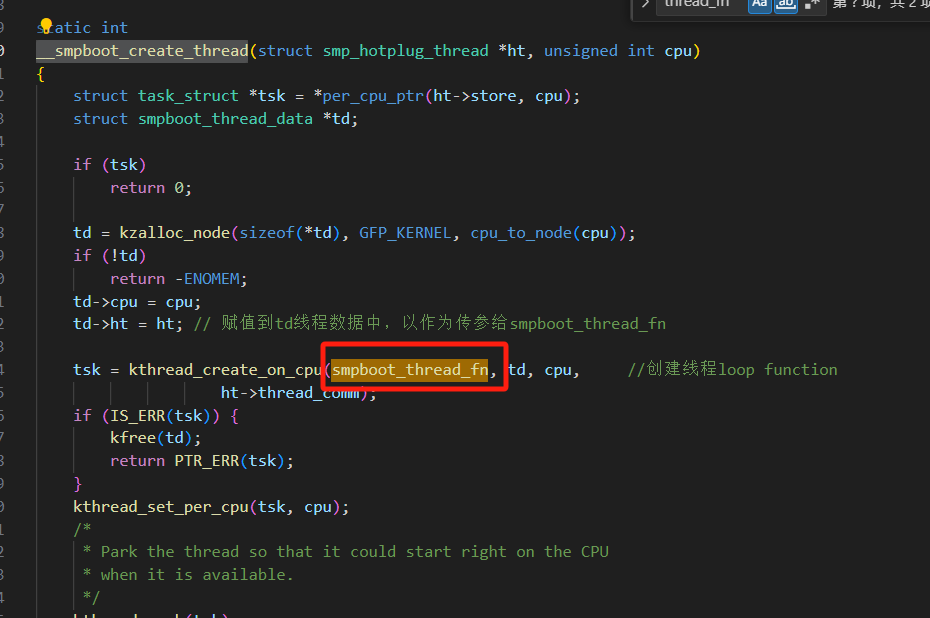 thread_fn Aa ab .* 第?项，共2项
static int
__smpboot_create_thread(struct smp_hotplug_thread *ht, unsigned int cpu)
{
struct task_struct *tsk = *per_cpu_ptr(ht->store, cpu);
struct smpboot_thread_data *td;
if (tsk)
return 0;
td = kzalloc_node(sizeof(*td), GFP_KERNEL, cpu_to_node(cpu));
if (!td)
return -ENOMEM;
td->cpu = cpu;
td->ht = ht; // 赋值到td线程数据中，以作为传参给smpboot_thread_fn
tsk = kthread_create_on_cpu(smpboot_thread_fn, td, cpu, //创建线程loop function
ht->thread_comm);
if (IS_ERR(tsk)) {
kfree(td);
return PTR_ERR(tsk);
}
kthread_set_per_cpu(tsk, cpu);
/*
* Park the thread so that it could start right on the CPU
* when it is available.
*/